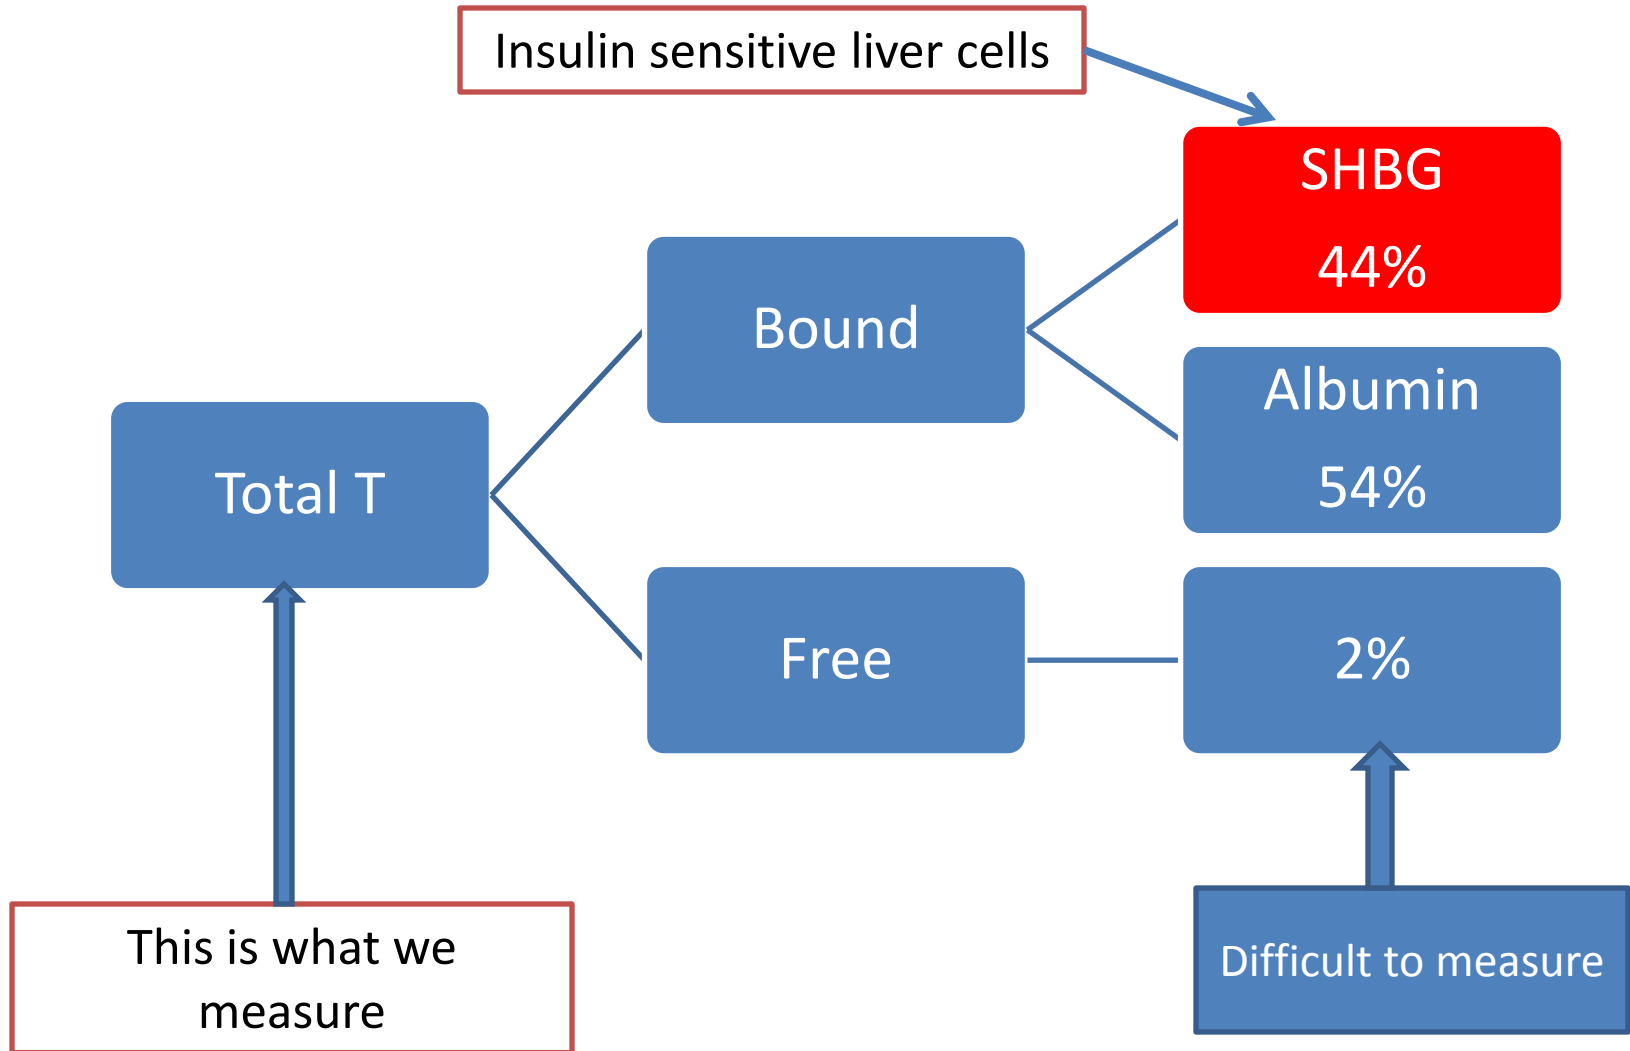 Insulin sensitive liver cells
SHBG
44%
Bound
Albumin
54%
Total T
Free
2%
This is what we
measure
Difficult to measure